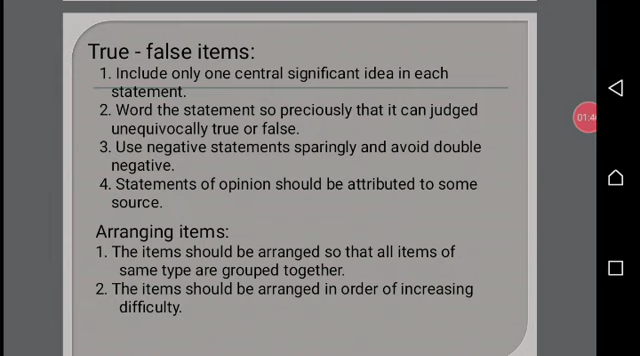 True - false items:
1. Include only one central significant idea in each
statement.
2. Word the statement so preciously that it can judged
unequivocally true or false.
3. Use negative statements sparingly and avoid double
negative.
4. Statements of opinion should be attributed to some
source.
Arranging items:
1. The items should be arranged so that all items of
same type are grouped together.
2. The items should be arranged in order of increasing
difficulty.